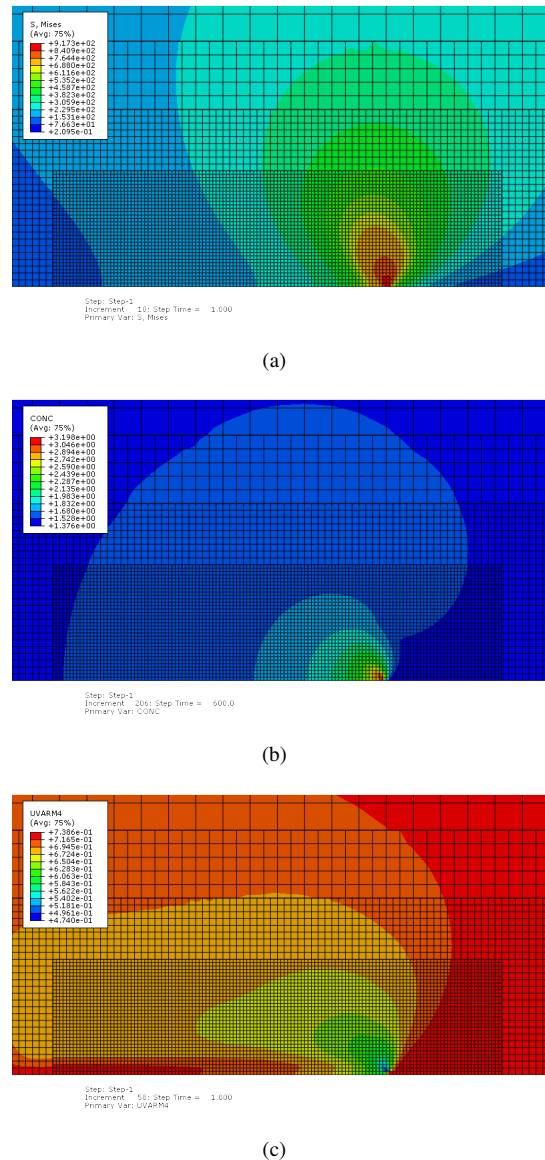 S, Mises
(Avg: 75%)
+9.173e+02
+8.409e+02
+7.644e+02
+6.880e+02
+6.116e+02
+5.352e+02
+4.587e+02
+3.823e+02
+3.059e+02
+2.295e+02
+1.531e+02
+7.663e+01
+2.095e-01
Step: Step-1
Increment 10: Step Time = 1.000
Primary Var: S, Mises
(a)
CONC
(Avg: 75%)
+3.198e+00
+3.046e+00
+2.894e+00
+2.742e+00
+2.590e+00
+2.439e+00
+2.287e+00
+2.135e+00
+1.983e+00
+1.832e+00
+1.680e+00
+1.528e+00
+1.376e+00
Step: Step-1
Increment 206: Step Time = 600.0
Primary Var: CONC
(b)
UVARM4
(Avg: 75%)
+7.386e-01
+7.165e-01
+6.945e-01
+6.724e-01
+6.504e-01
+6.283e-01
+6.063e-01
+5.843e-01
+5.622e-01
+5.402e-01
+5.181e-01
+4.961e-01
+4.740e-01
Step: Step-1
Increment 58: Step Time = 1.000
Primary Var: UVARM4
(c)